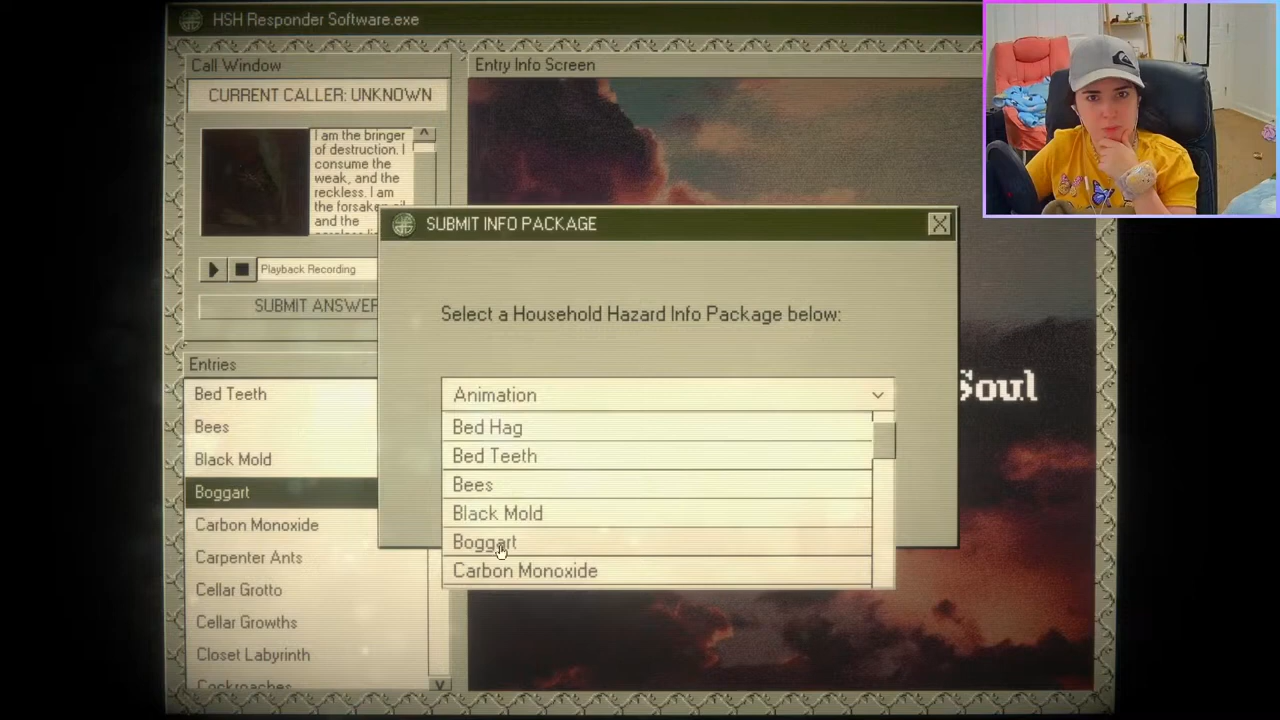 HSH Responder Software.exe
Call Window
CURRENT CALLER: UNKNOWN
I am the bringer
of destruction. I
consume the
weak, and the
reckless. I am
the forsaken
and the
Playback Recording
SUBMIT ANSWER
Entries
Bed Teeth
Bees
Black Mold
Boggart
Carbon Monoxide
Carpenter Ants
Cellar Grotto
Cellar Growths
Closet Labyrinth
Cockroaches
Entry Info Screen
Soul
SUBMIT INFO PACKAGE
Select a Household Hazard Info Package below:
Animation
Bed Hag
Bed Teeth
Bees
Black Mold
Boggart
Carbon Monoxide